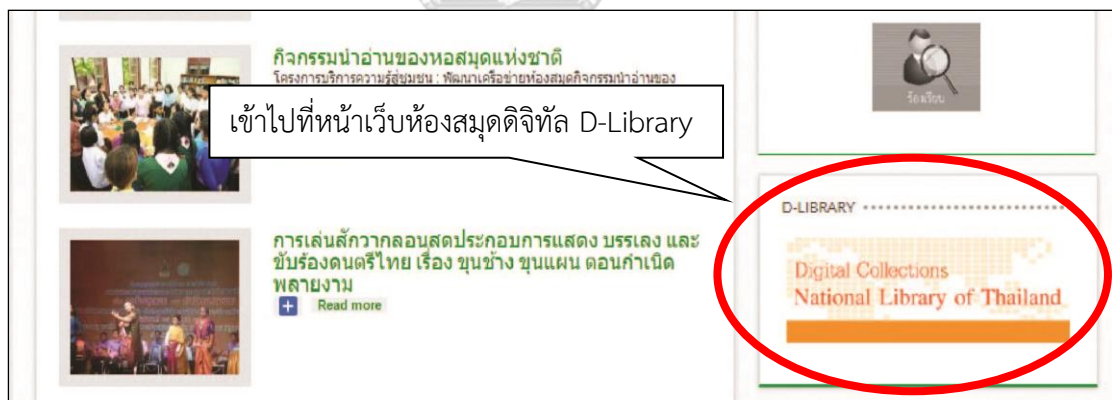 กิจกรรมนำอ่านของหอสมุดแห่งชาติ
โครงการบริการความรู้สู่ชุมชน : พัฒนาเครือข่ายห้องสมุดกิจกรรมนำอ่านของ
เข้าไปที่หน้าเว็บห้องสมุดดิจิทัล D-Library
การเล่นสักวากลอนสดประกอบการแสดง บรรเลง และ
ขับร้องดนตรีไทย เรื่อง ขุนช้าง ขุนแผน ตอนกำเนิด
พลายงาม
Read more
ร้องเรียน
D-LIBRARY
Digital Collections
National Library of Thailand